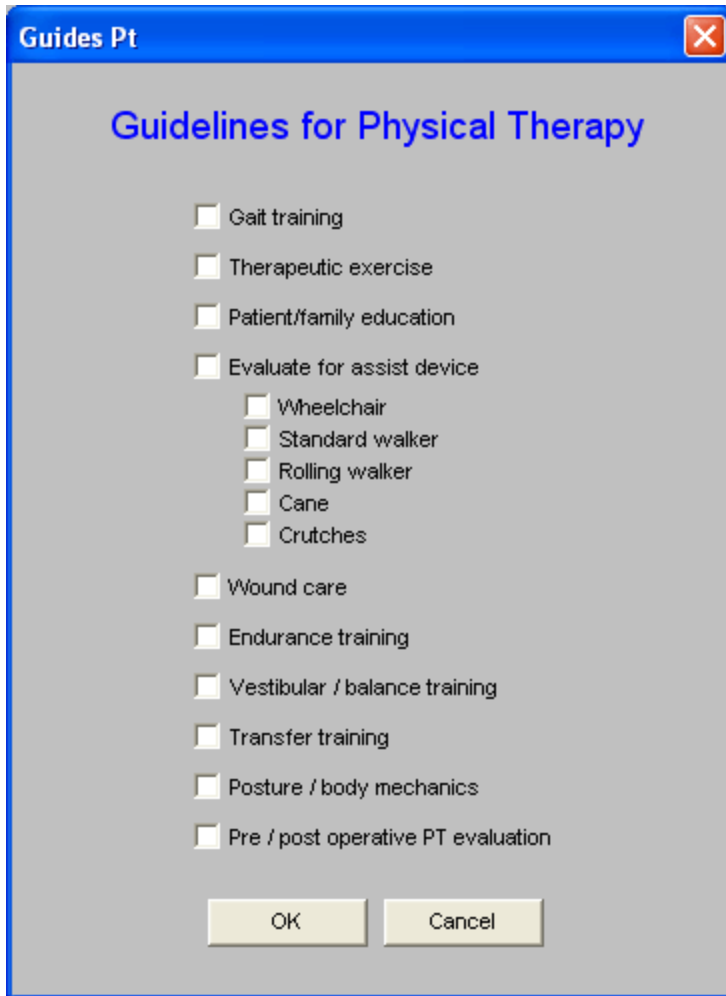 Guides Pt
Guidelines for Physical Therapy
Gait training
Therapeutic exercise
Patient/family education
Evaluate for assist device
Wheelchair
Standard walker
Rolling walker
Cane
Crutches
Wound care
Endurance training
Vestibular / balance training
Transfer training
Posture / body mechanics
Pre / post operative PT evaluation
OK Cancel